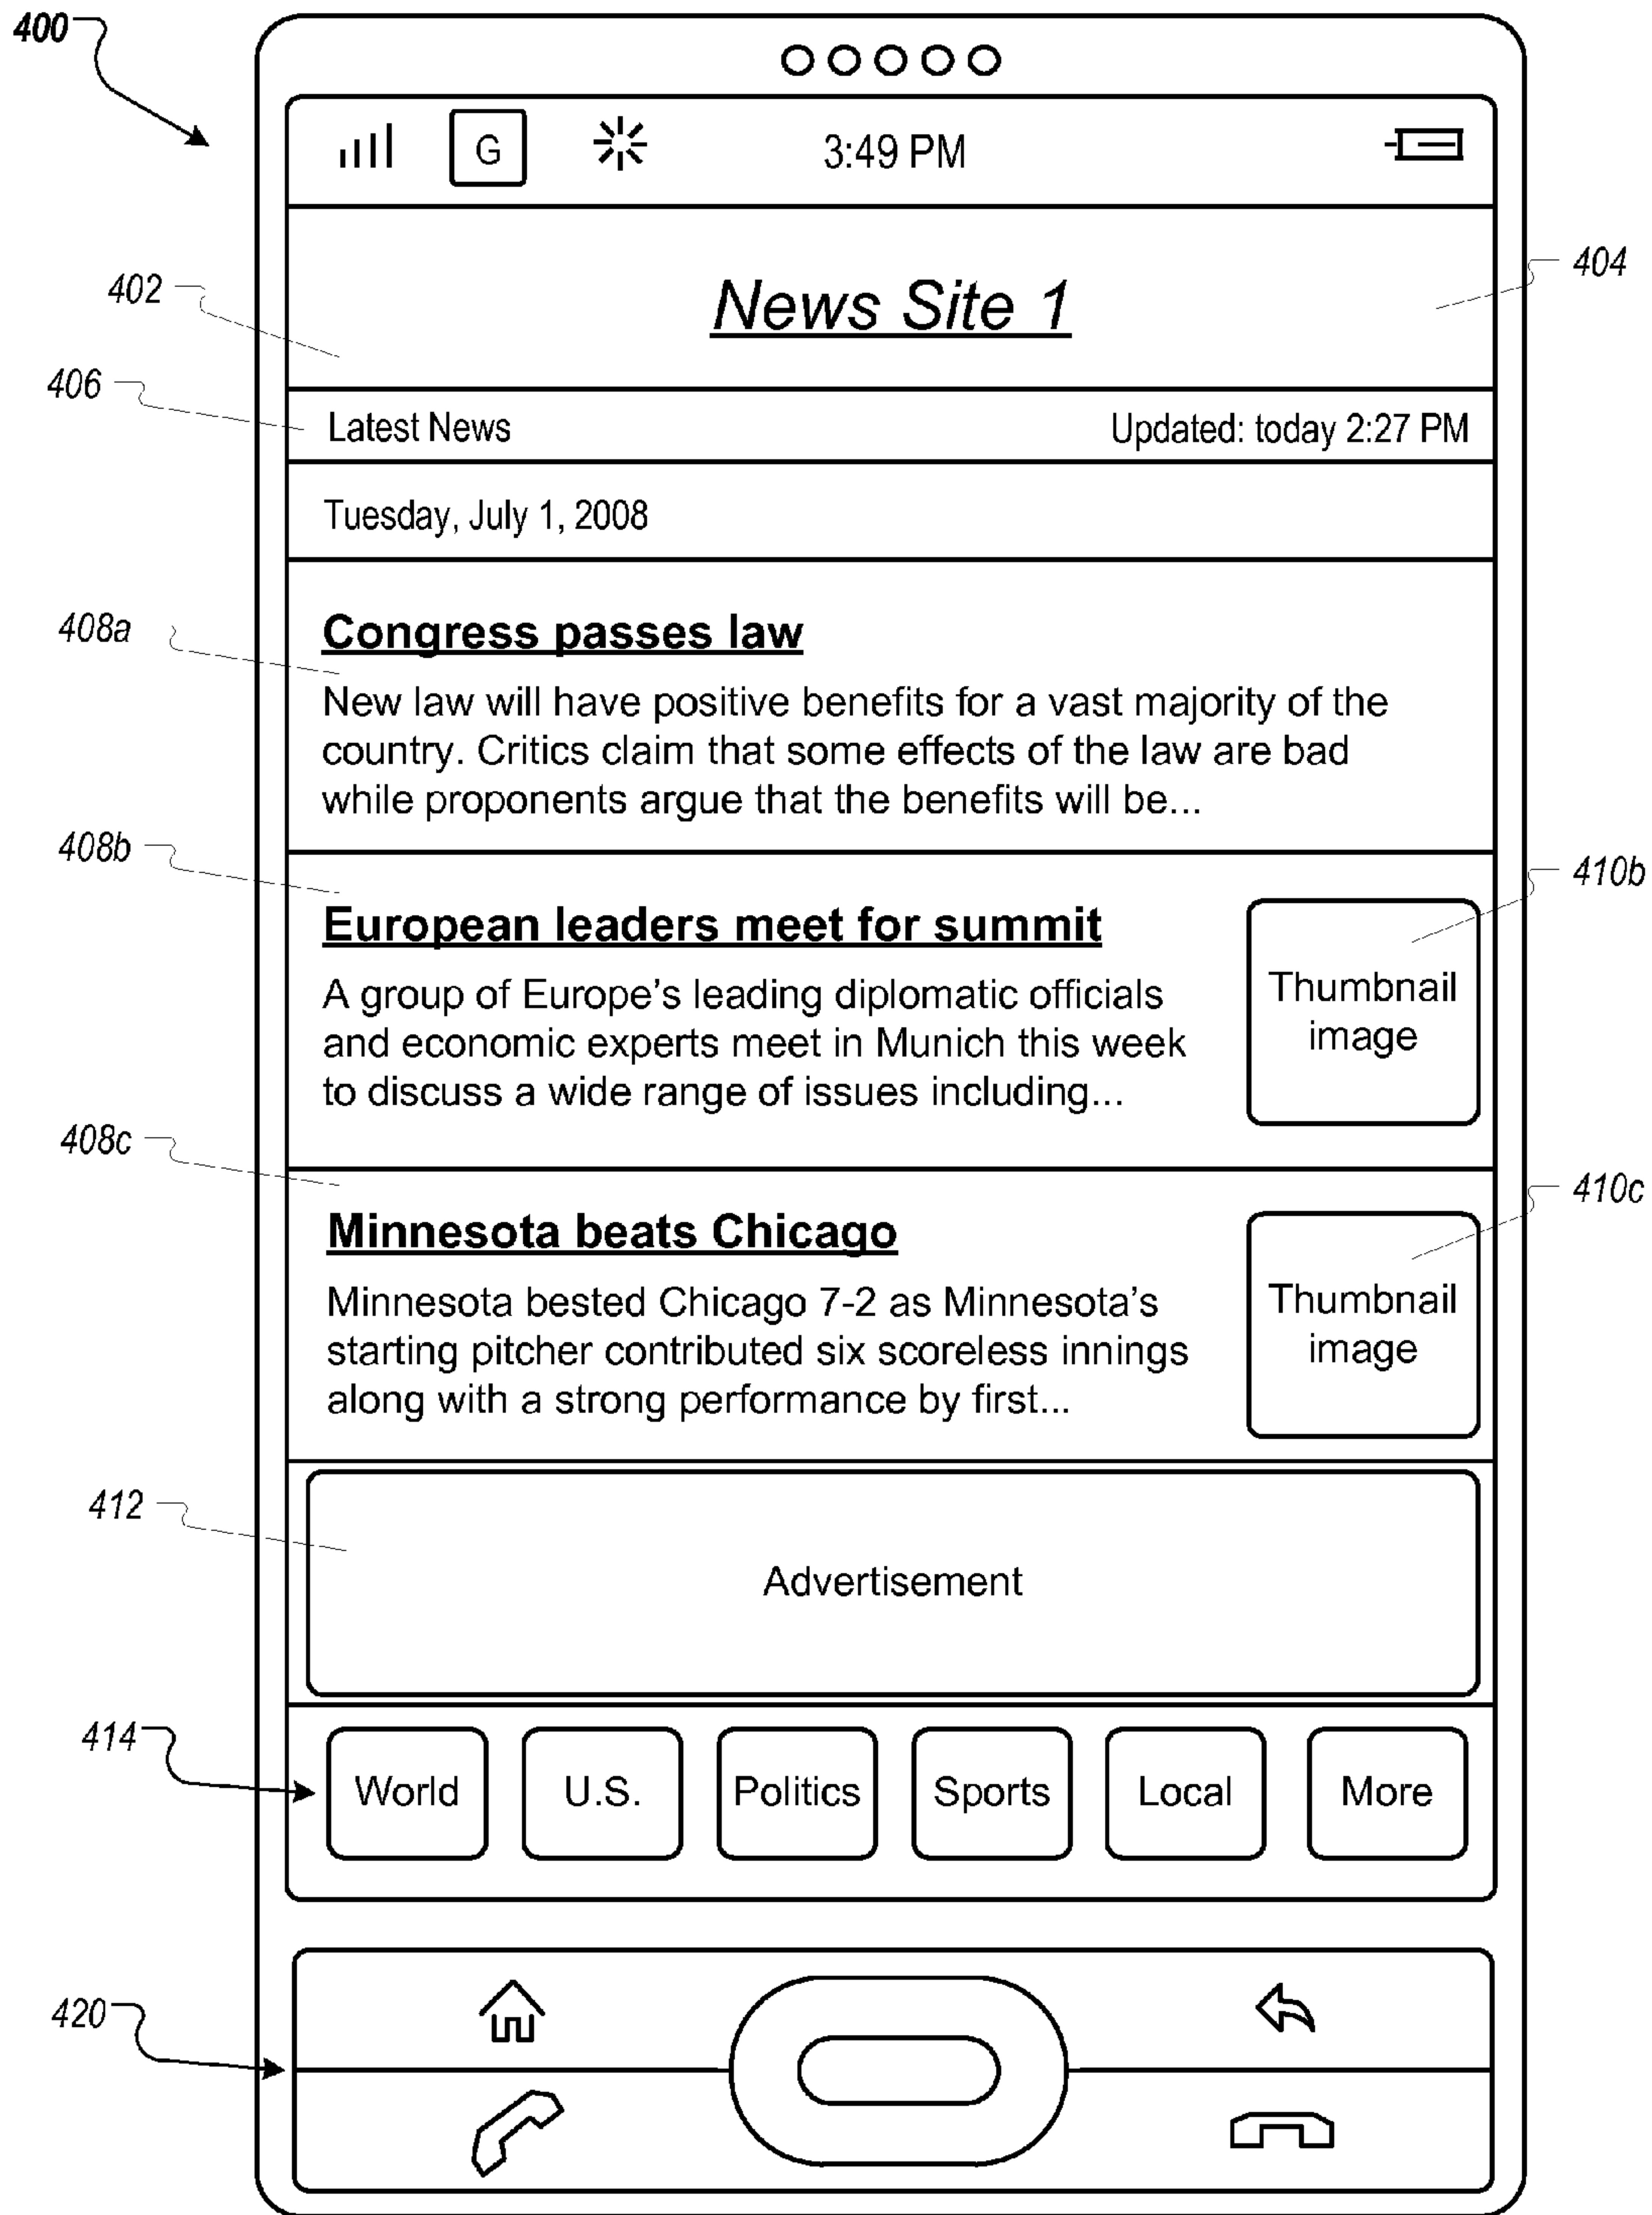 400
G 3:49 PM
402
News Site 1
404
406
Latest News Updated: today 2:27 PM
Tuesday, July 1, 2008
408a
Congress passes law
New law will have positive benefits for a vast majority of the
country. Critics claim that some effects of the law are bad
while proponents argue that the benefits will be...
408b
410b
European leaders meet for summit
A group of Europe's leading diplomatic officials
and economic experts meet in Munich this week
to discuss a wide range of issues including...
Thumbnail
image
408c
410c
Minnesota beats Chicago
Minnesota bested Chicago 7-2 as Minnesota's
starting pitcher contributed six scoreless innings
along with a strong performance by first...
Thumbnail
image
412
Advertisement
414
World U.S. Politics Sports Local More
420